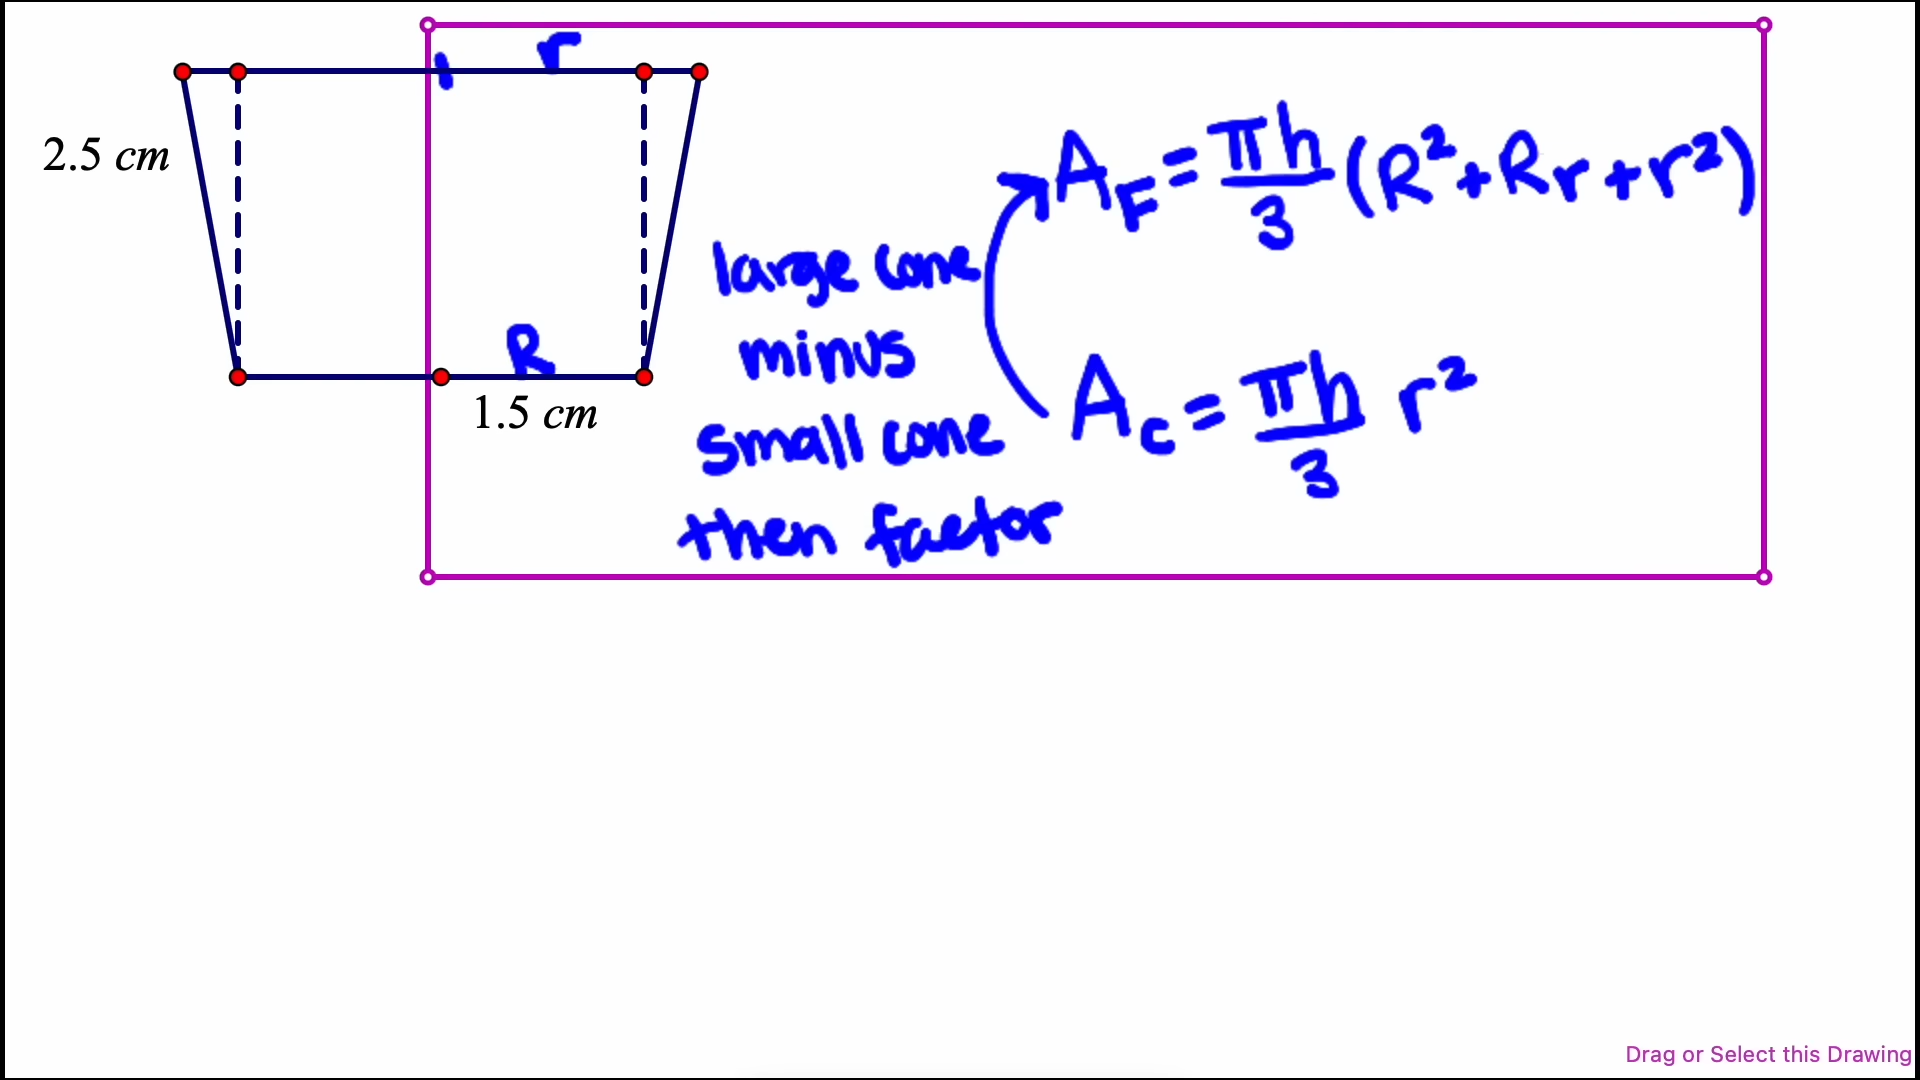 r
2.5 cm
R
1.5 cm
A_F = πh/3 (R² + Rr + r²)
large cone
minus
small cone
then factor
A_c = πh/3 r²
Drag or Select this Drawing